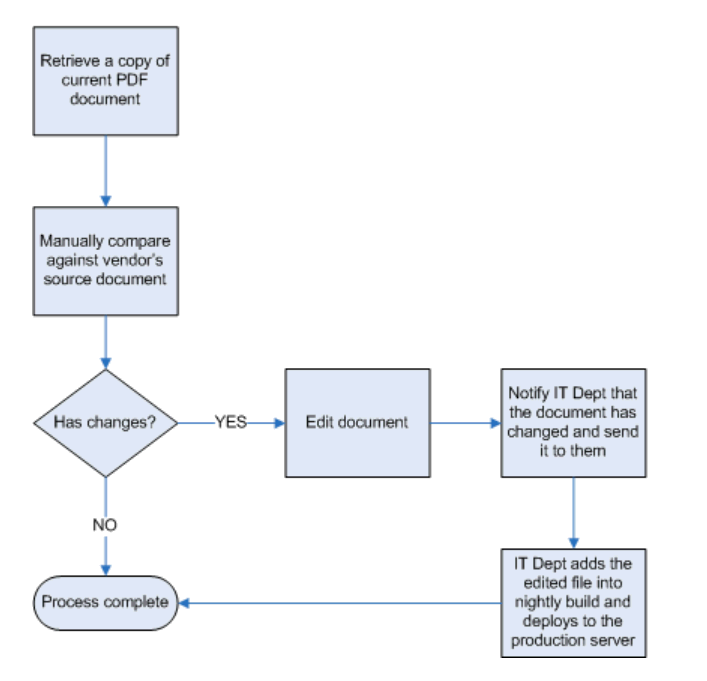 Retrieve a copy of
current PDF
document
Manually compare
against vendor's
source document
Has changes?
YES
Edit document
Notify IT Dept that
the document has
changed and send
it to them
NO
Process complete
IT Dept adds the
edited file into
nightly build and
deploys to the
production server